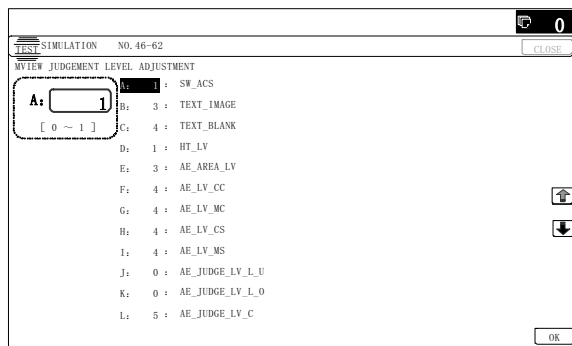 0
TEST SIMULATION NO.46-62
CLOSE
MVIEW JUDGEMENT LEVEL ADJUSTMENT
A: 1
[ 0 ～ 1 ]
A: 1 : SW_ACS
B: 3 : TEXT_IMAGE
C: 4 : TEXT_BLANK
D: 1 : HT_LV
E: 3 : AE_AREA_LV
F: 4 : AE_LV_CC
G: 4 : AE_LV_MC
H: 4 : AE_LV_CS
I: 4 : AE_LV_MS
J: 0 : AE_JUDGE_LV_L_U
K: 0 : AE_JUDGE_LV_L_O
L: 5 : AE_JUDGE_LV_C
OK